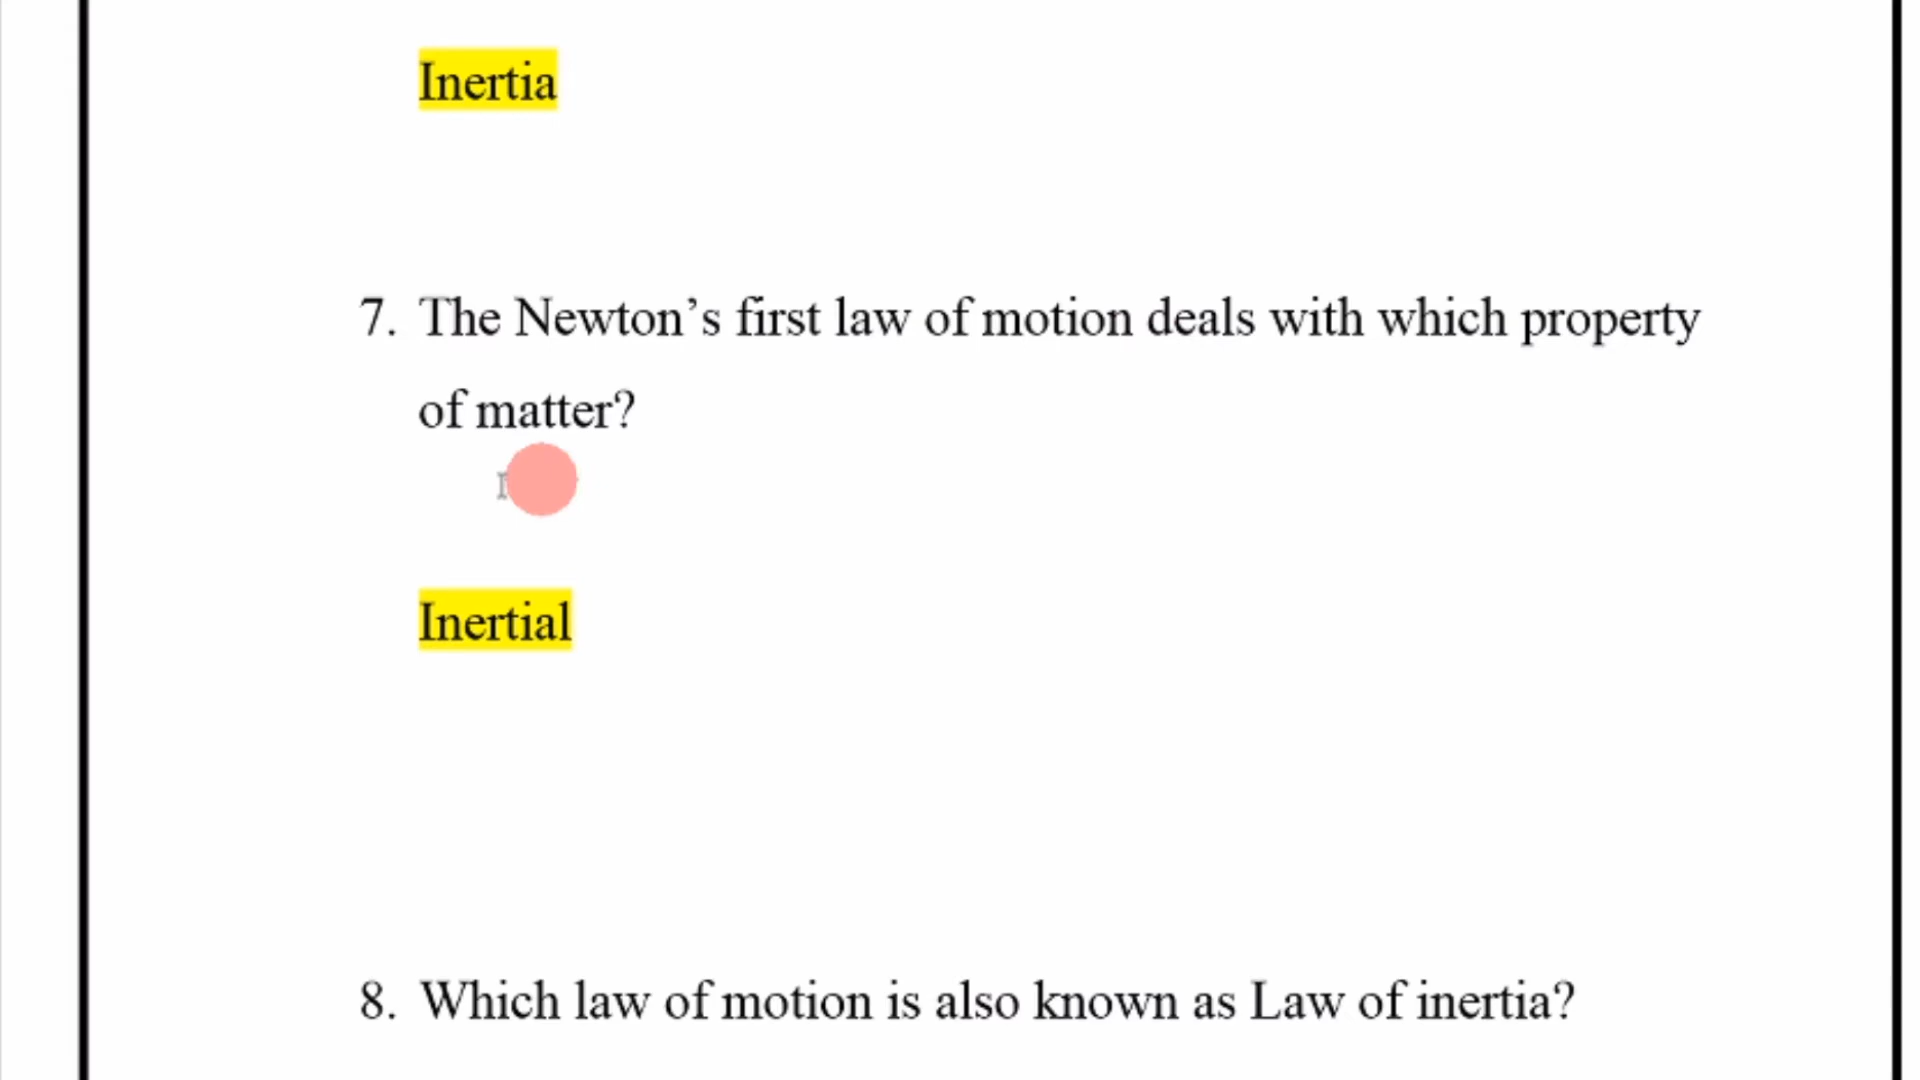 Inertia
7. The Newton’s first law of motion deals with which property
of matter?
Inertial
8. Which law of motion is also known as Law of inertia?